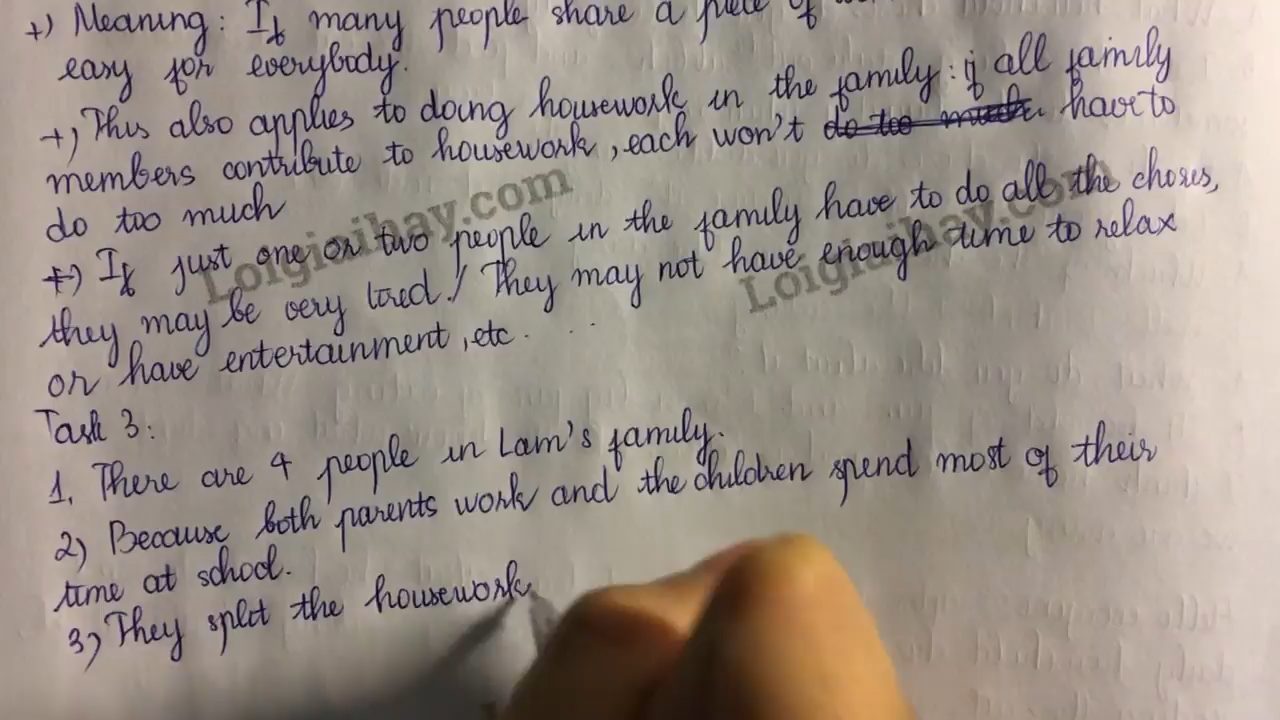 +) Meaning: If many people share a piece of
easy for everybody.
+) This also applies to doing housework in the family: if all family
members contribute to housework, each won't do too much have to
do too much
+) If just one or two people in the family have to do all the chores,
they may be very tired. They may not have enough time to relax
or have entertainment, etc.
Task 3:
1. There are 4 people in Lam's family.
2) Because both parents work and the children spend most of their
time at school.
3) They split the housework
Loigiaihay.com
Loigiaihay.com